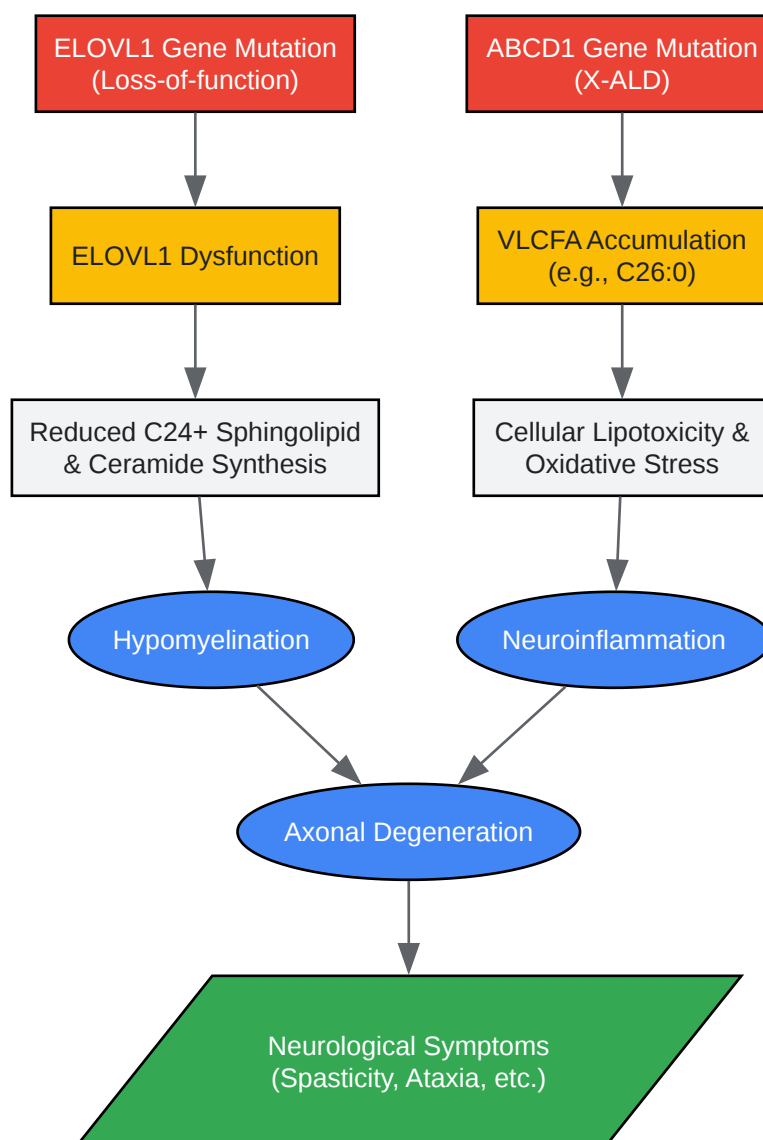 ELOVL1 Gene Mutation
(Loss-of-function)
ABCD1 Gene Mutation
(X-ALD)
ELOVL1 Dysfunction
VLCFA Accumulation
(e.g., C26:0)
Reduced C24+ Sphingolipid
& Ceramide Synthesis
Cellular Lipotoxicity &
Oxidative Stress
Hypomyelination
Neuroinflammation
Axonal Degeneration
Neurological Symptoms
(Spasticity, Ataxia, etc.)